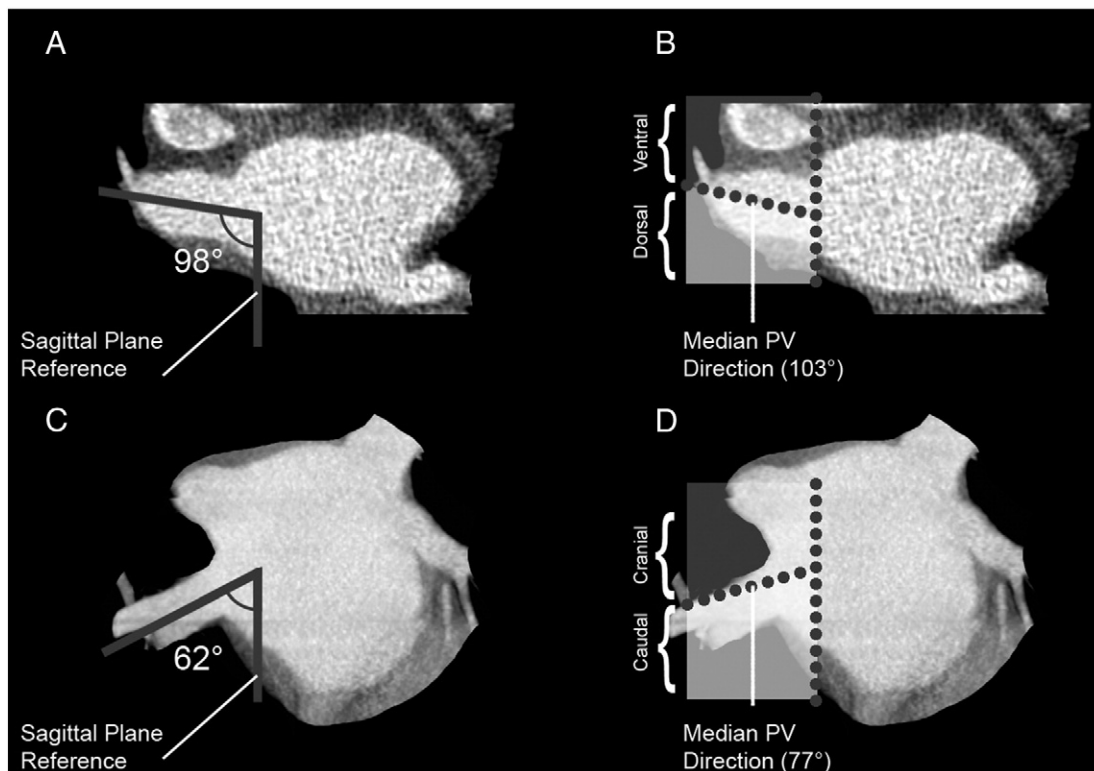 A
98°
Sagittal Plane
Reference
B
Ventral
Dorsal
Median PV
Direction (103°)
C
62°
Sagittal Plane
Reference
D
Cranial
Caudal
Median PV
Direction (77°)